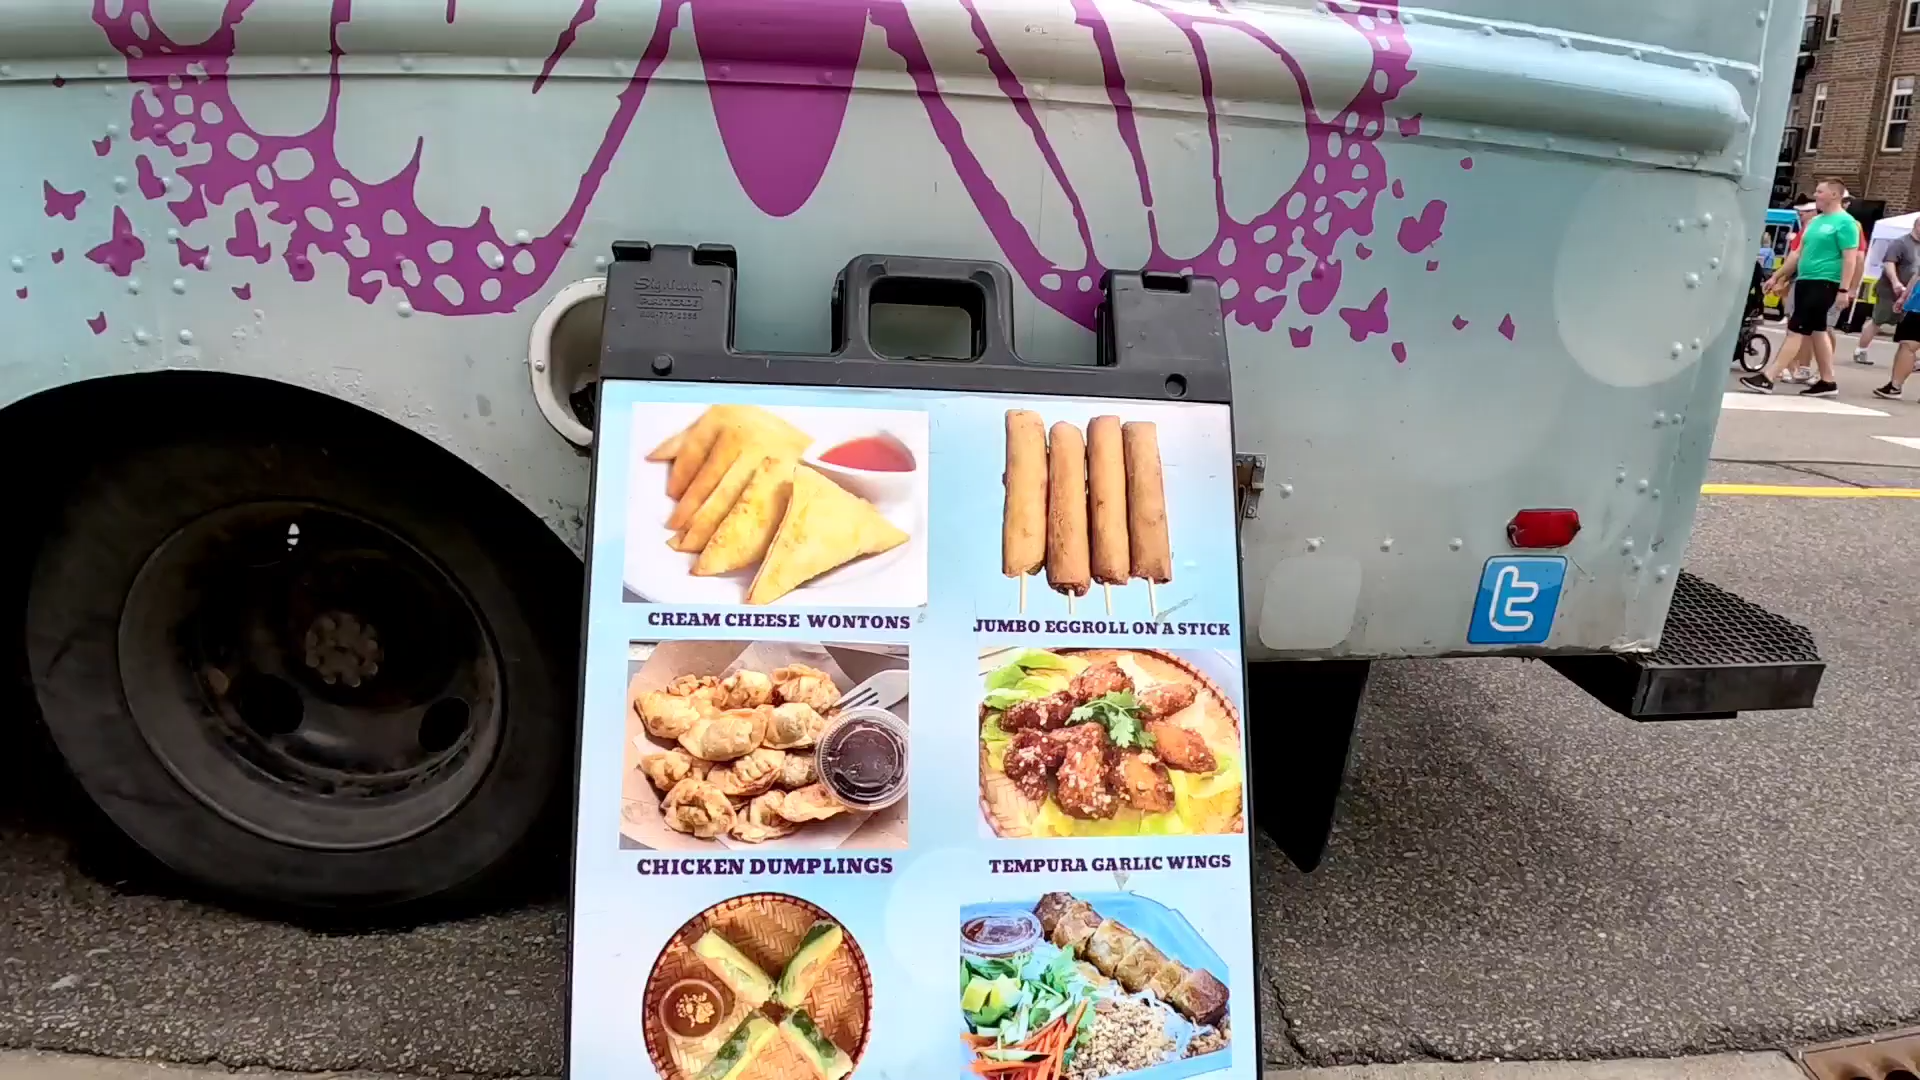 CREAM CHEESE WONTONS
JUMBO EGGROLL ON A STICK
CHICKEN DUMPLINGS
TEMPURA GARLIC WINGS